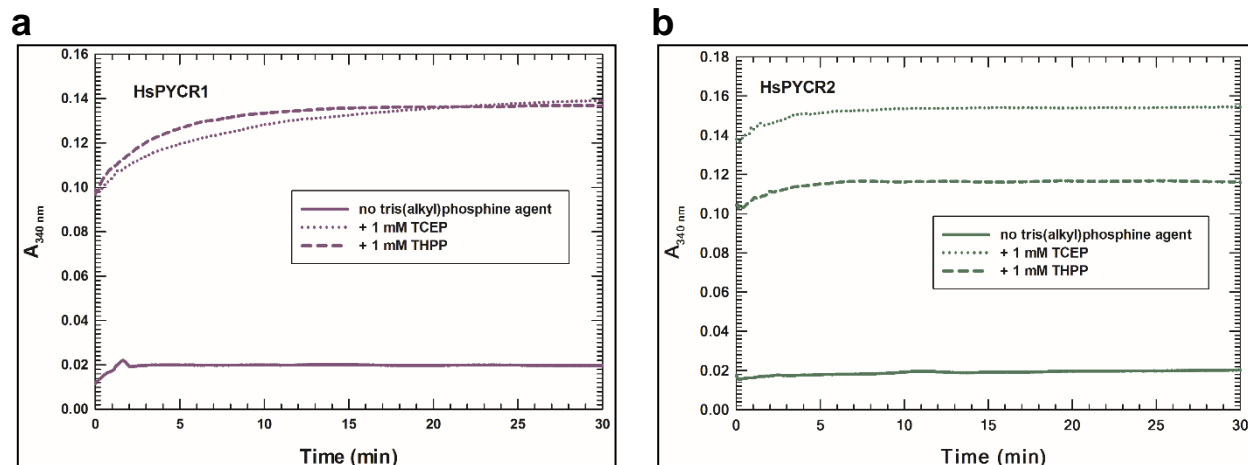 a
0.16
0.14
0.12
0.10
0.08
0.06
0.04
0.02
0.00
A340 nm
HsPYCR1
no tris(alkyl)phosphine agent
+ 1 mM TCEP
+ 1 mM THPP
0 5 10 15 20 25 30
Time (min)
b
0.18
0.16
0.14
0.12
0.10
0.08
0.06
0.04
0.02
0.00
A340 nm
HsPYCR2
no tris(alkyl)phosphine agent
+ 1 mM TCEP
+ 1 mM THPP
0 5 10 15 20 25 30
Time (min)